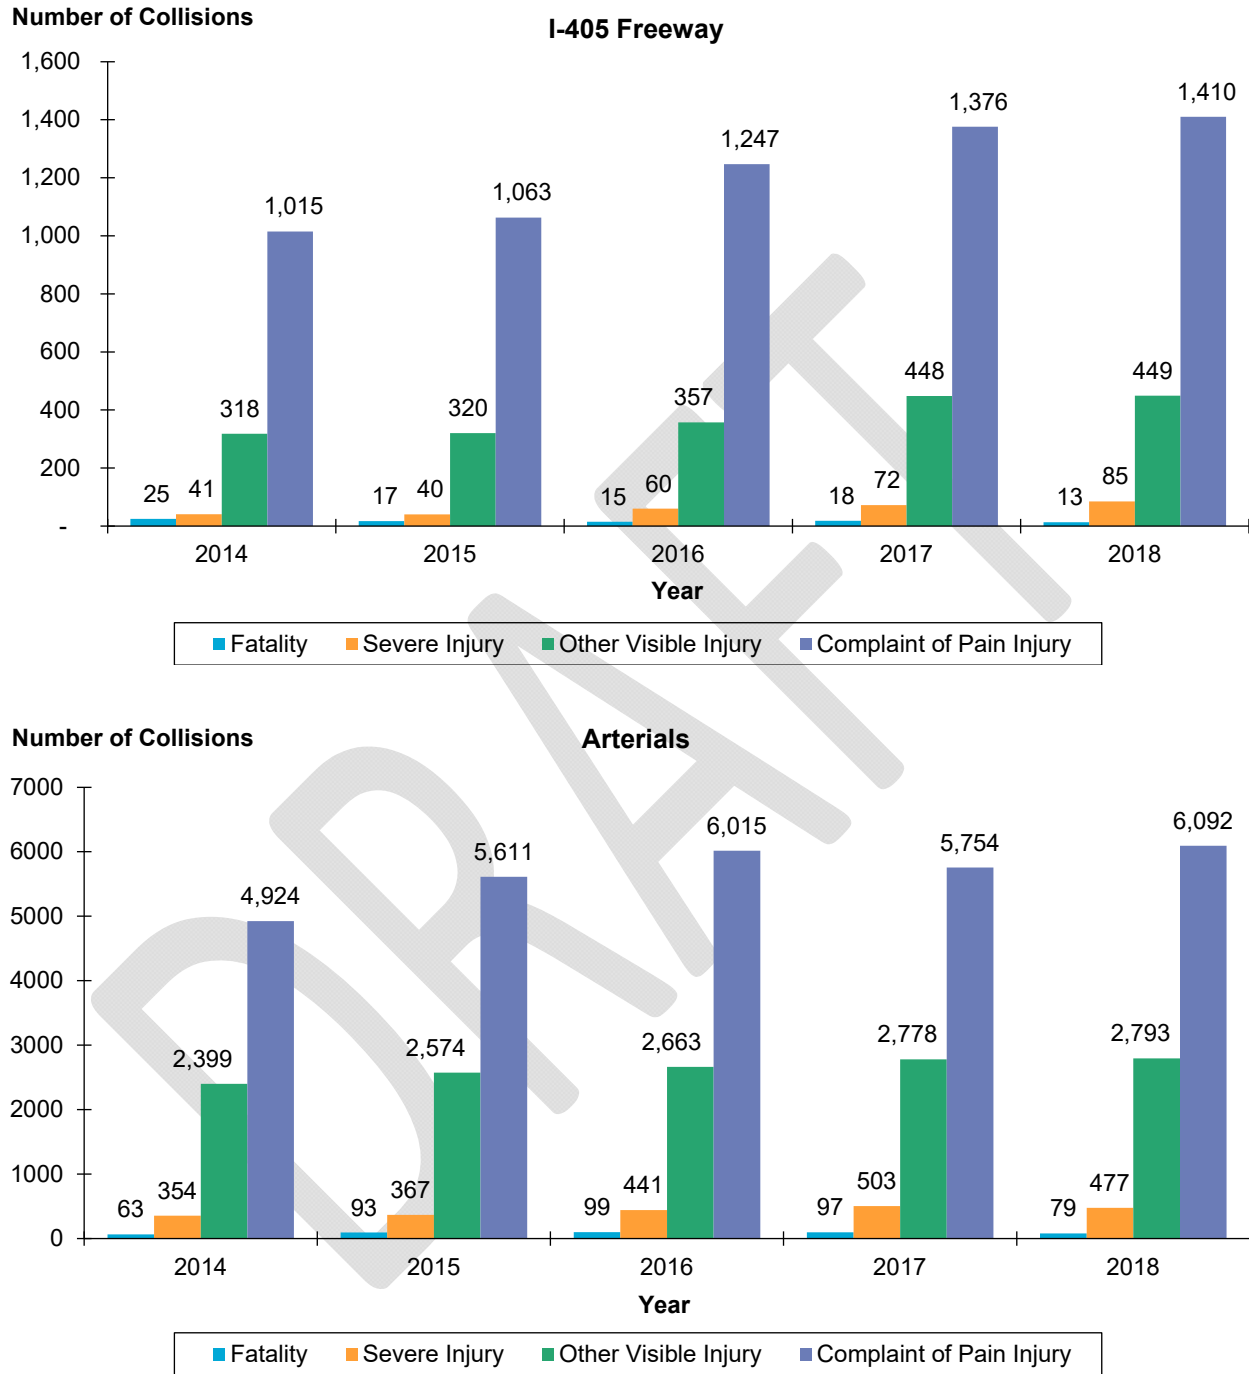 Number of Collisions
I-405 Freeway
1,600
1,400
1,200
1,000
800
600
400
200
-
25 41 318 1,015
17 40 320 1,063
15 60 357 1,247
18 72 448 1,376
13 85 449 1,410
2014 2015 2016 2017 2018
Year
Fatality Severe Injury Other Visible Injury Complaint of Pain Injury
Number of Collisions
Arterials
7000
6000
5000
4000
3000
2000
1000
0
63 354 2,399 4,924
93 367 2,574 5,611
99 441 2,663 6,015
97 503 2,778 5,754
79 477 2,793 6,092
2014 2015 2016 2017 2018
Year
Fatality Severe Injury Other Visible Injury Complaint of Pain Injury
DRAFT